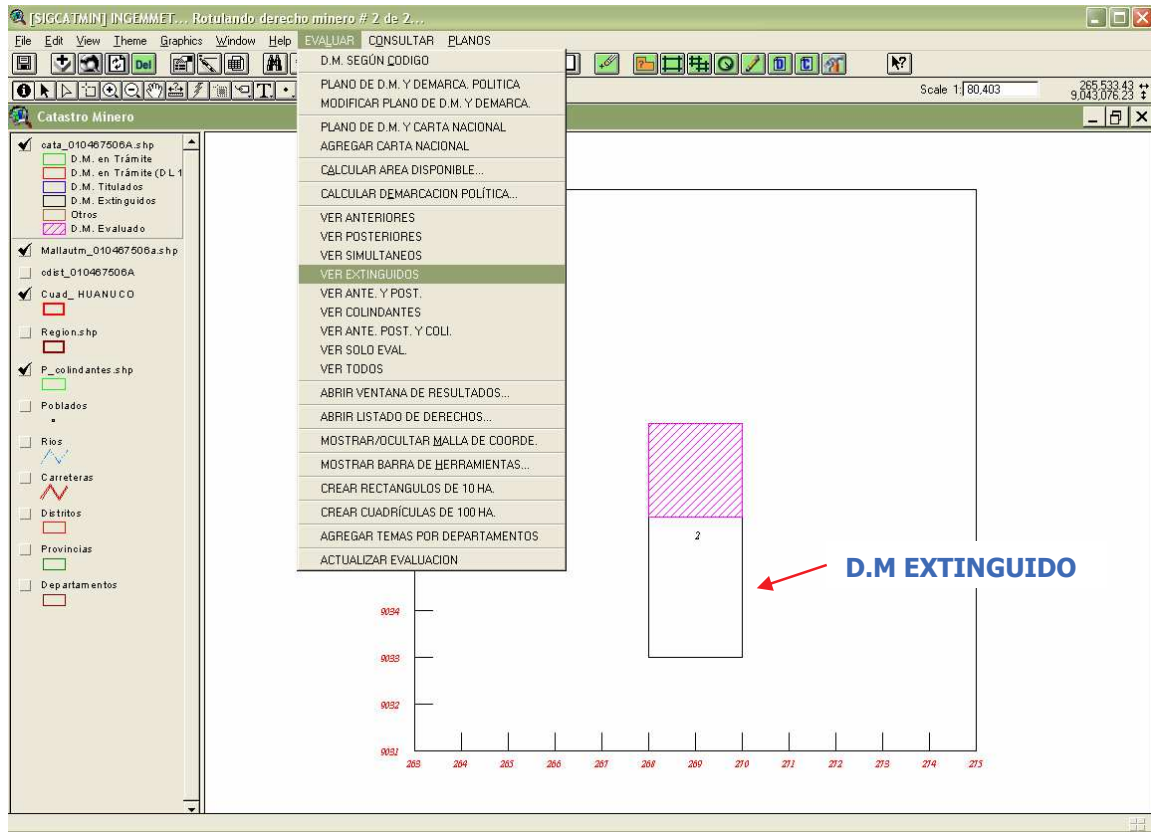 [SIGCATMIN] INGEMMET... Rotulando derecho minero # 2 de 2...
File Edit View Theme Graphics Window Help EVALUAR CONSULTAR PLANOS
Del
T
D
C
Scale 1: 80,403
265,533.43
9,043,076.23
Catastro Minero
cata_010467506A.shp
D.M. en Trámite
D.M. en Trámite (D L 1
D.M. Titulados
D.M. Extinguidos
Otros
D.M. Evaluado
Mallautm_010467506a.shp
cdist_010467506A
Cuad_ HUANUCO
Region.shp
P_colindantes.shp
Poblados
Rios
Carreteras
Distritos
Provincias
Departamentos
D.M. SEGÚN CODIGO
PLANO DE D.M. Y DEMARCA. POLITICA
MODIFICAR PLANO DE D.M. Y DEMARCA.
PLANO DE D.M. Y CARTA NACIONAL
AGREGAR CARTA NACIONAL
CALCULAR AREA DISPONIBLE...
CALCULAR DEMARCACION POLÍTICA...
VER ANTERIORES
VER POSTERIORES
VER SIMULTANEOS
VER EXTINGUIDOS
VER ANTE. Y POST.
VER COLINDANTES
VER ANTE. POST. Y COLI.
VER SOLO EVAL.
VER TODOS
ABRIR VENTANA DE RESULTADOS...
ABRIR LISTADO DE DERECHOS...
MOSTRAR/OCULTAR MALLA DE COORDE.
MOSTRAR BARRA DE HERRAMIENTAS...
CREAR RECTANGULOS DE 10 HA.
CREAR CUADRÍCULAS DE 100 HA.
AGREGAR TEMAS POR DEPARTAMENTOS
ACTUALIZAR EVALUACION
2
D.M EXTINGUIDO
9034
9033
9032
9031
263 264 265 266 267 268 269 270 271 272 273 274 275